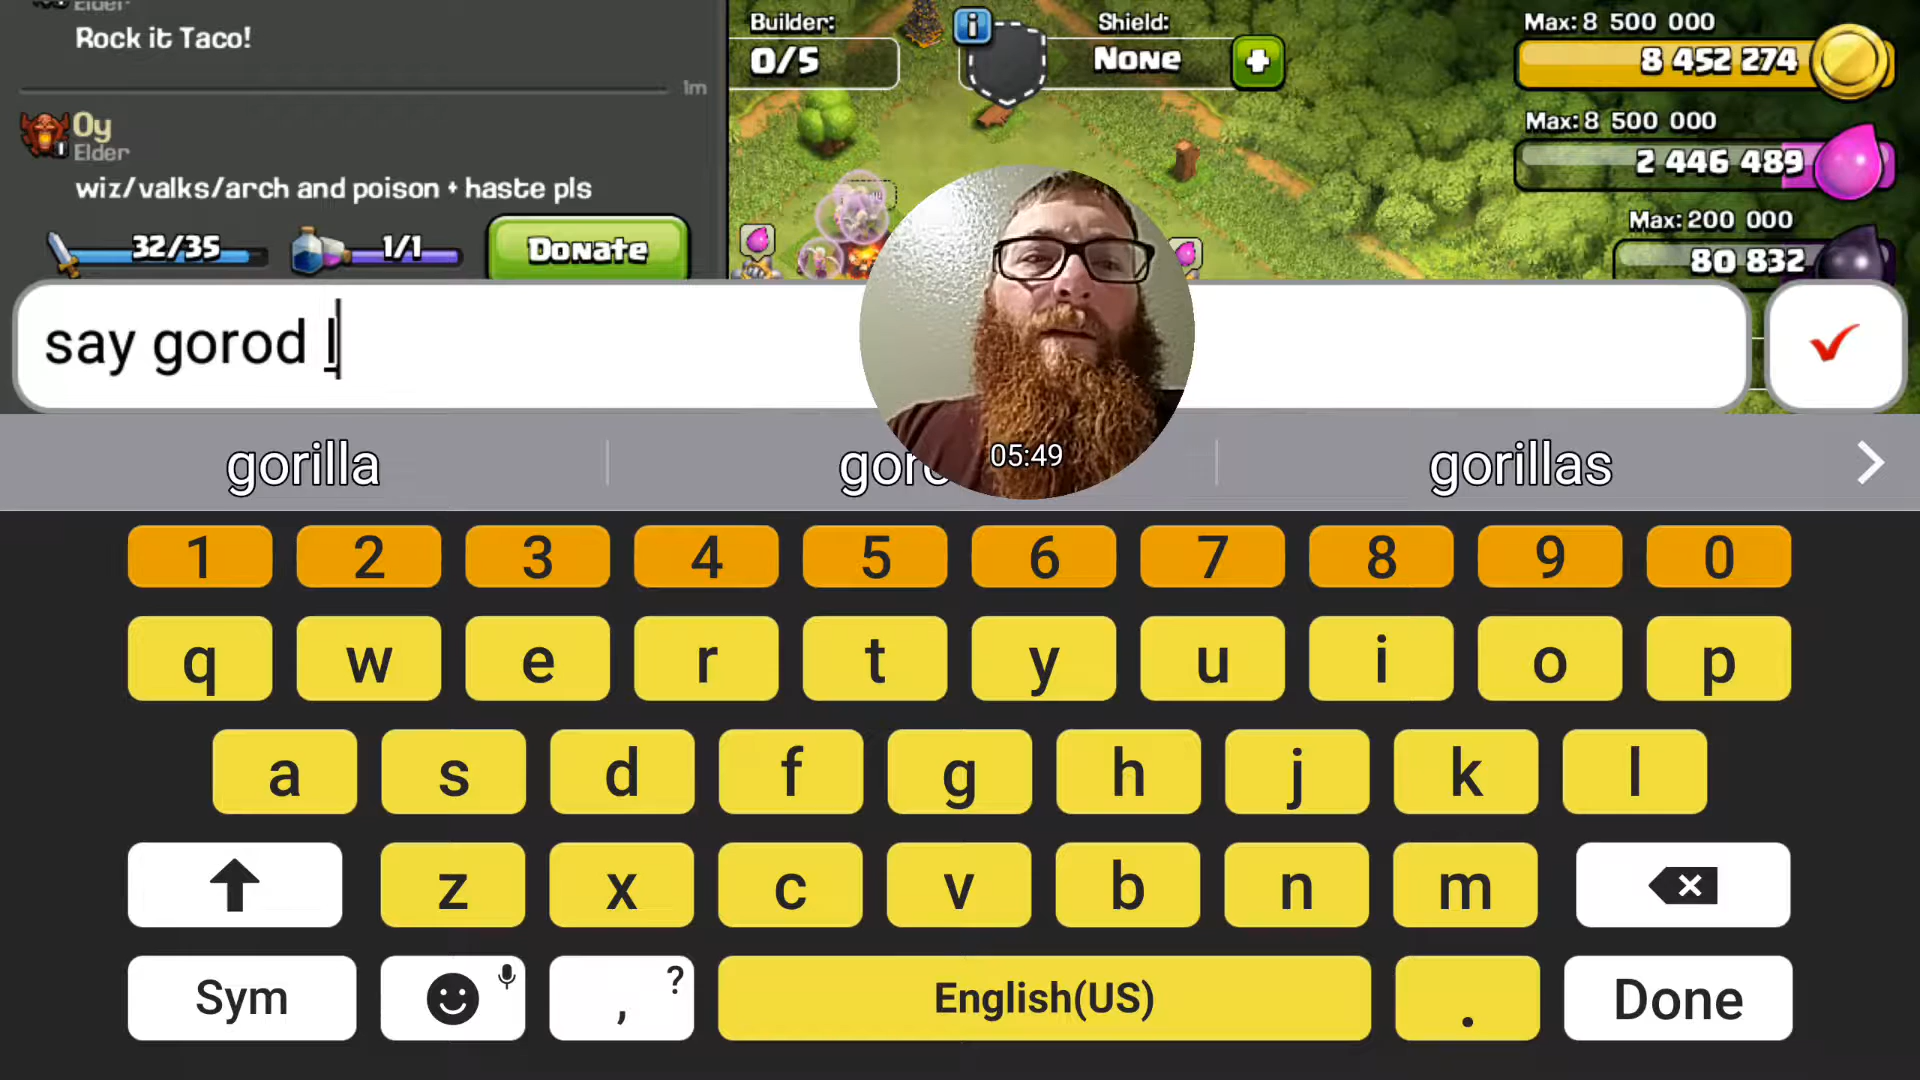 Rock it Taco!
1m
Oy
Elder
wiz/valks/arch and poison + haste pls
32/35
1/1
Donate
Builder:
0/5
i
Shield:
None
Max: 8 500 000
8 452 274
Max: 8 500 000
2 446 489
Max: 200 000
80 832
say gorod l
05:49
gorilla
gorillas
1 2 3 4 5 6 7 8 9 0
q w e r t y u i o p
a s d f g h j k l
z x c v b n m
Sym , ? English(US) . Done